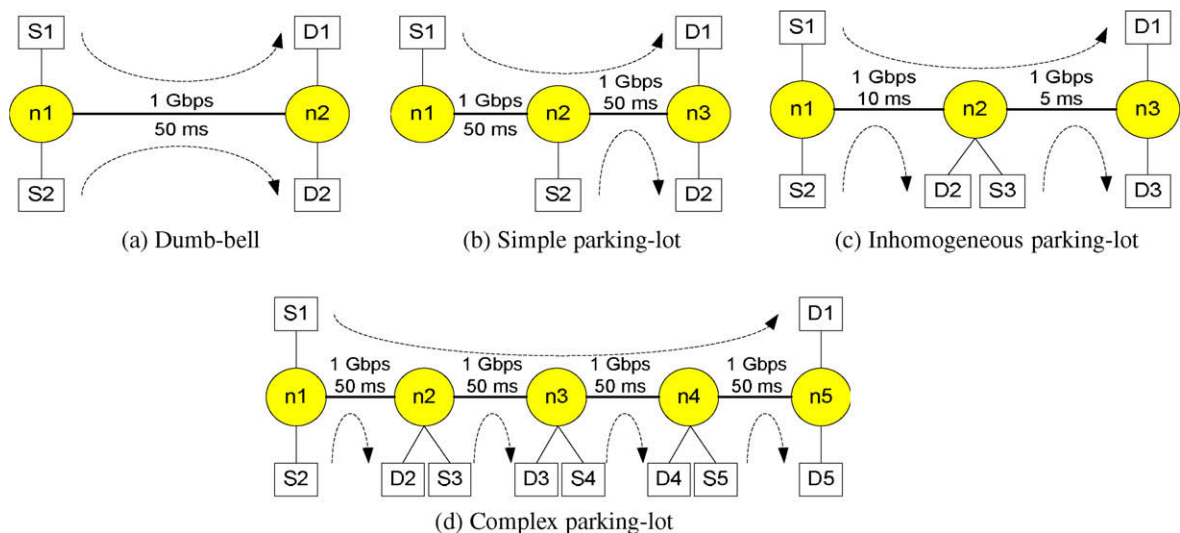 S1
D1
n1
1 Gbps
50 ms
n2
S2
D2
(a) Dumb-bell
S1
D1
n1
1 Gbps
50 ms
n2
1 Gbps
50 ms
n3
S2
D2
(b) Simple parking-lot
S1
D1
n1
1 Gbps
10 ms
n2
1 Gbps
5 ms
n3
S2
D2
S3
D3
(c) Inhomogeneous parking-lot
S1
D1
n1
1 Gbps
50 ms
n2
1 Gbps
50 ms
n3
1 Gbps
50 ms
n4
1 Gbps
50 ms
n5
S2
D2
S3
D3
S4
D4
S5
D5
(d) Complex parking-lot